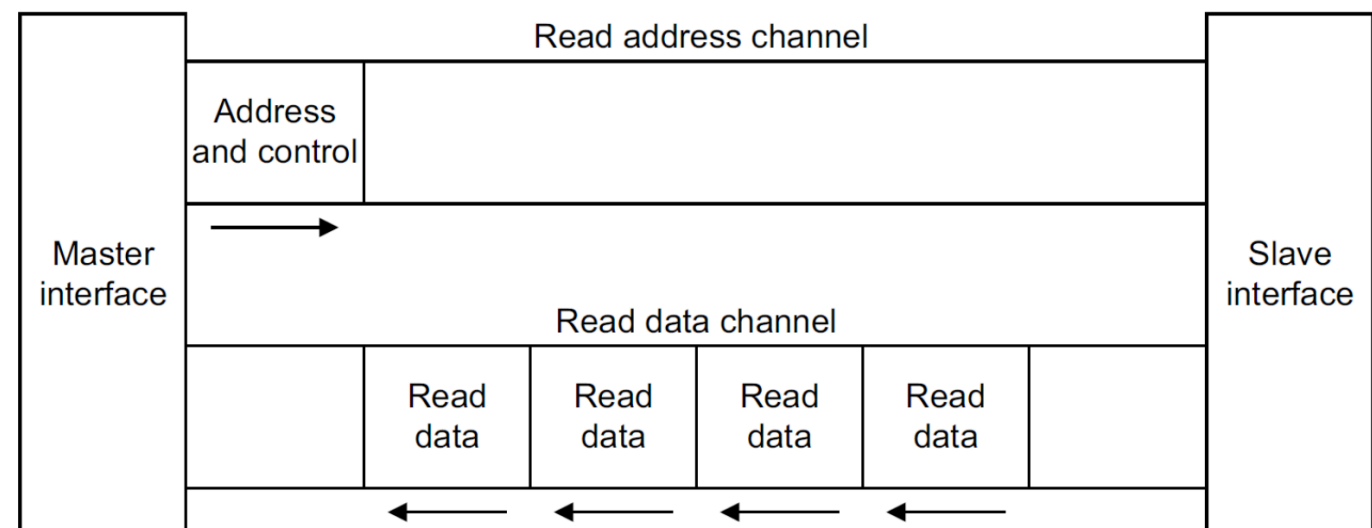 Read address channel
Address
and control
Master
interface
Slave
interface
Read data channel
Read
data
Read
data
Read
data
Read
data